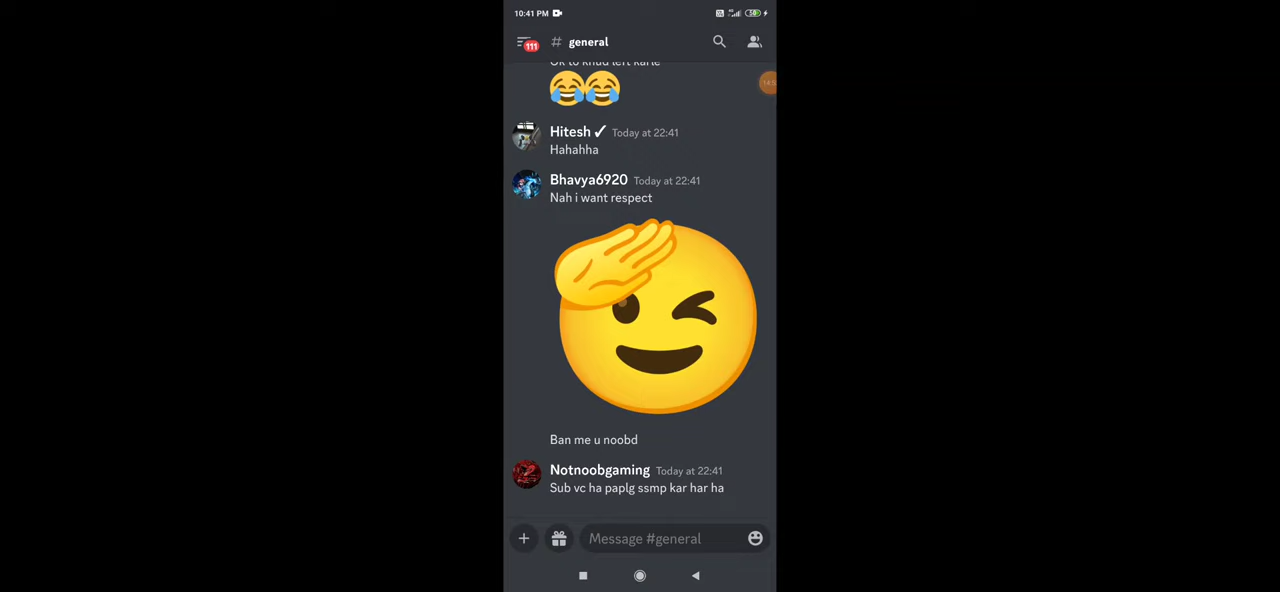 10:41 PM
111 # general
Ok to khud left karle
Hitesh ✓ Today at 22:41
Hahahha
Bhavya6920 Today at 22:41
Nah i want respect
Ban me u noobd
Notnoobgaming Today at 22:41
Sub vc ha paplg ssmp kar har ha
Message #general